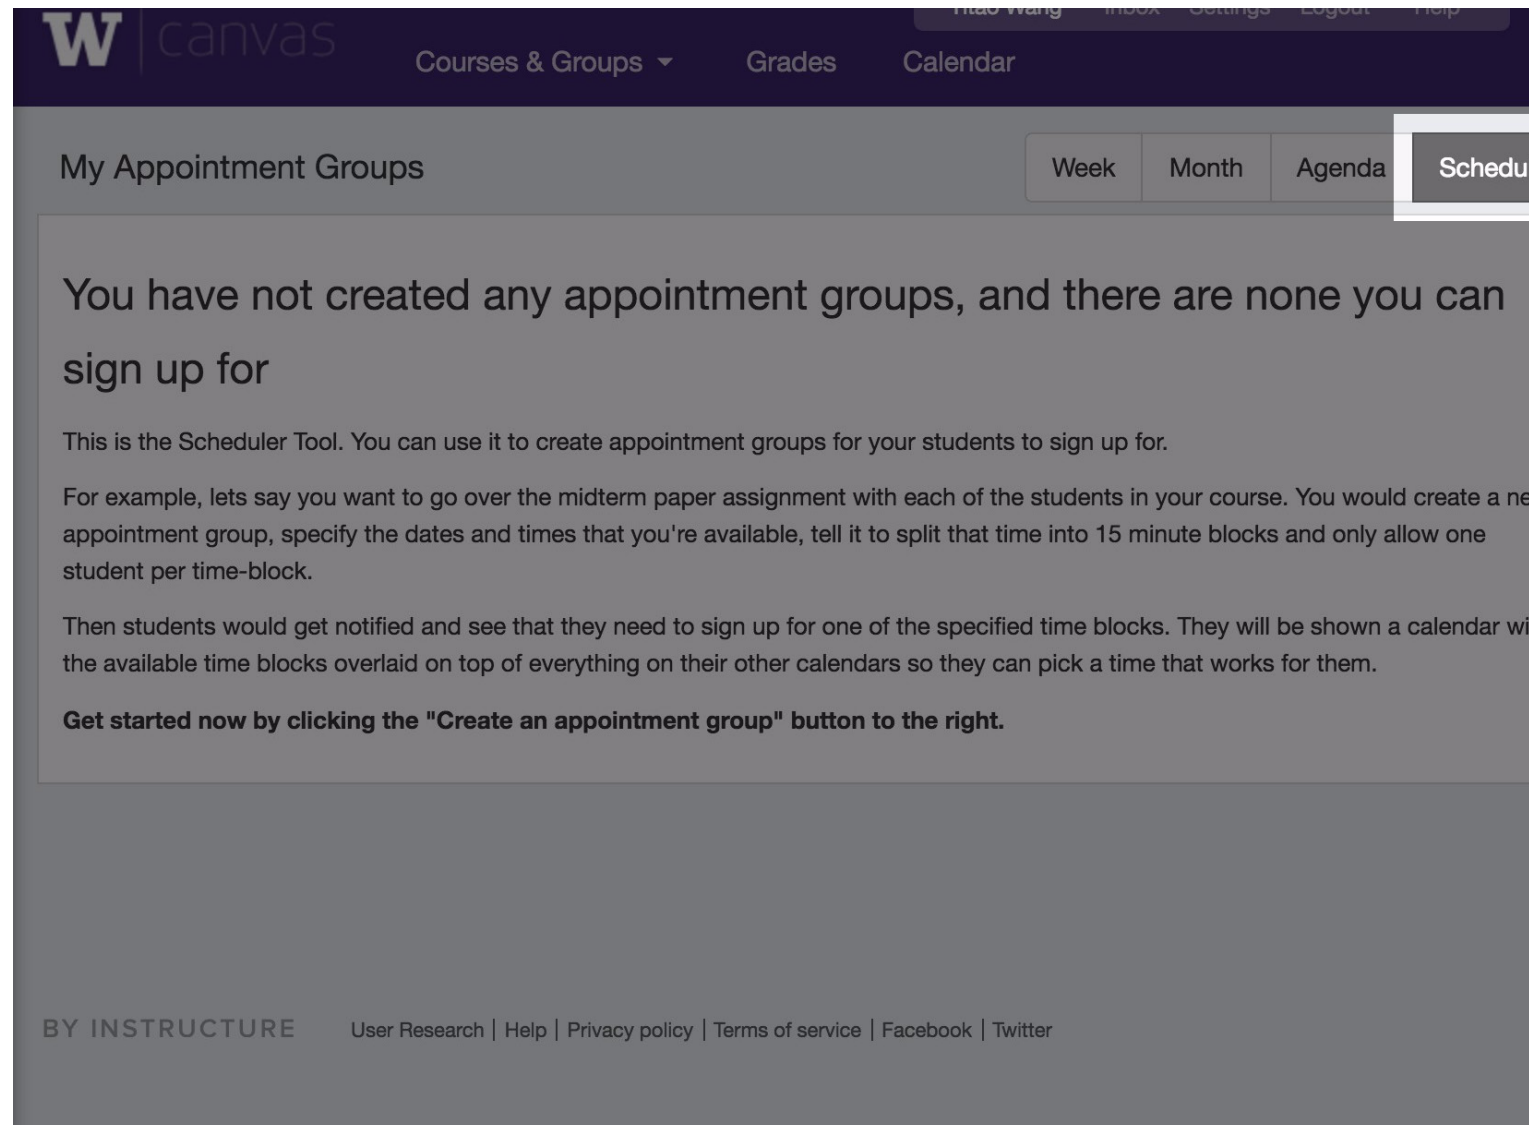 W canvas
Wang Inbox Settings Logout Help
Courses & Groups Grades Calendar
My Appointment Groups
Week Month Agenda Schedu
You have not created any appointment groups, and there are none you can
sign up for
This is the Scheduler Tool. You can use it to create appointment groups for your students to sign up for.
For example, lets say you want to go over the midterm paper assignment with each of the students in your course. You would create a ne
appointment group, specify the dates and times that you're available, tell it to split that time into 15 minute blocks and only allow one
student per time-block.
Then students would get notified and see that they need to sign up for one of the specified time blocks. They will be shown a calendar wi
the available time blocks overlaid on top of everything on their other calendars so they can pick a time that works for them.
Get started now by clicking the "Create an appointment group" button to the right.
BY INSTRUCTURE User Research | Help | Privacy policy | Terms of service | Facebook | Twitter